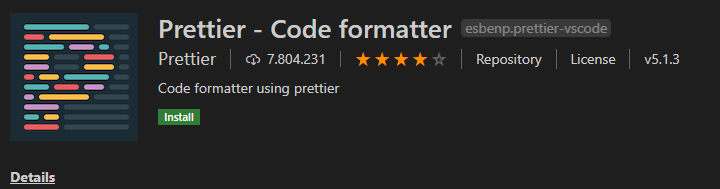 Prettier - Code formatter esbenp.prettier-vscode
Prettier 7.804.231 Repository License v5.1.3
Code formatter using prettier
Install
Details